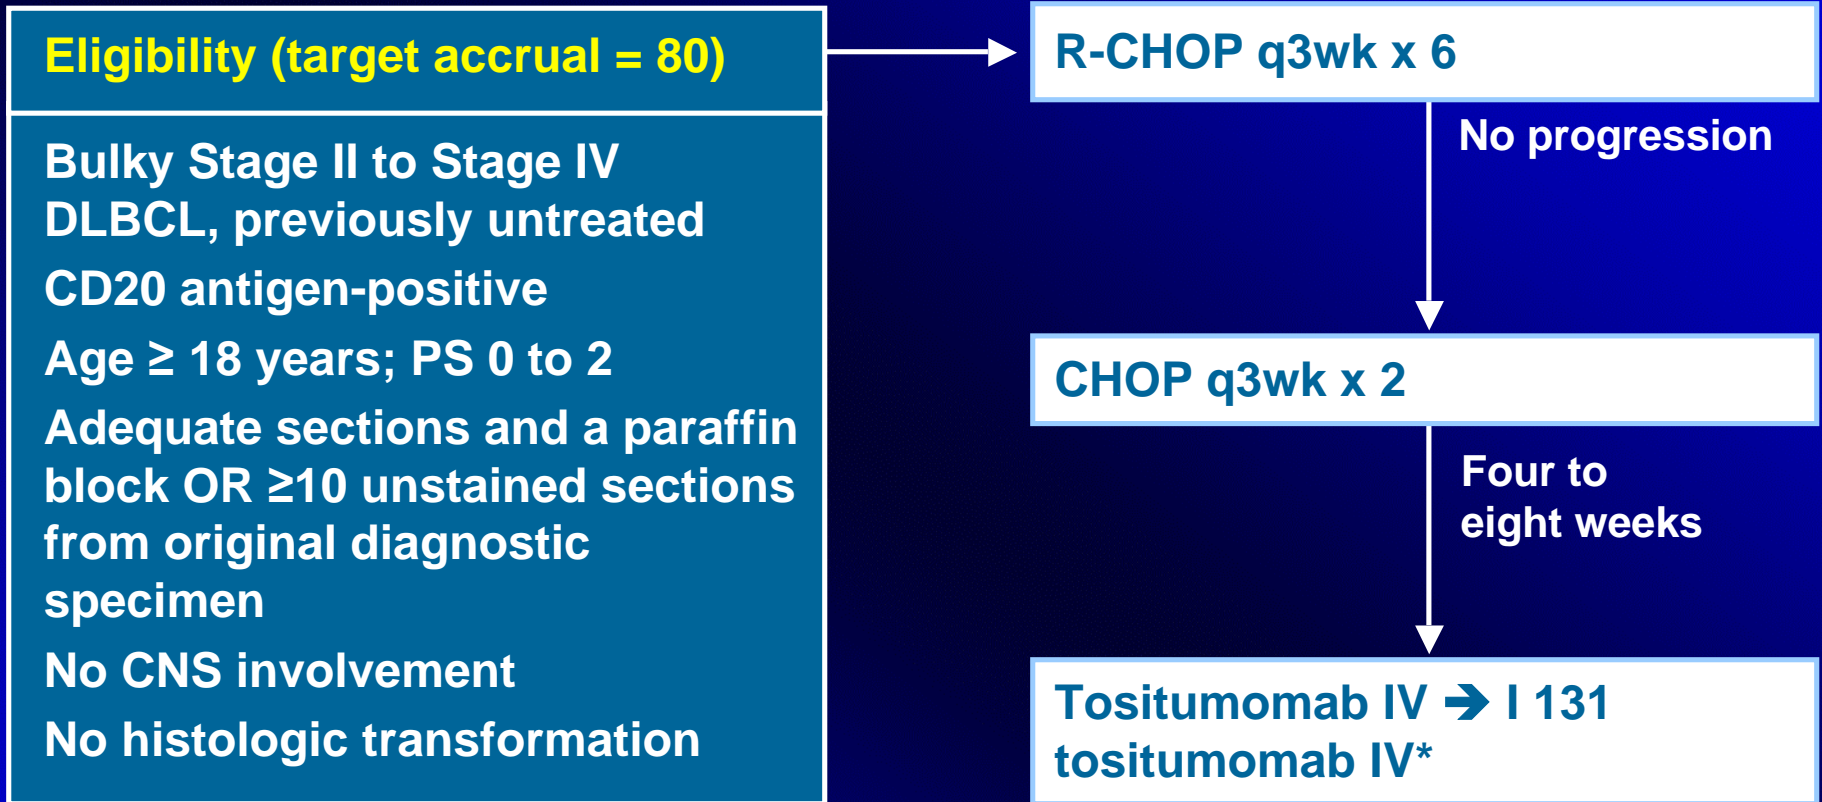 Eligibility (target accrual = 80)
Bulky Stage II to Stage IV
DLBCL, previously untreated
CD20 antigen-positive
Age ≥ 18 years; PS 0 to 2
Adequate sections and a paraffin
block OR ≥10 unstained sections
from original diagnostic
specimen
No CNS involvement
No histologic transformation
R-CHOP q3wk x 6
No progression
CHOP q3wk x 2
Four to
eight weeks
Tositumomab IV ➔ I 131
tositumomab IV*